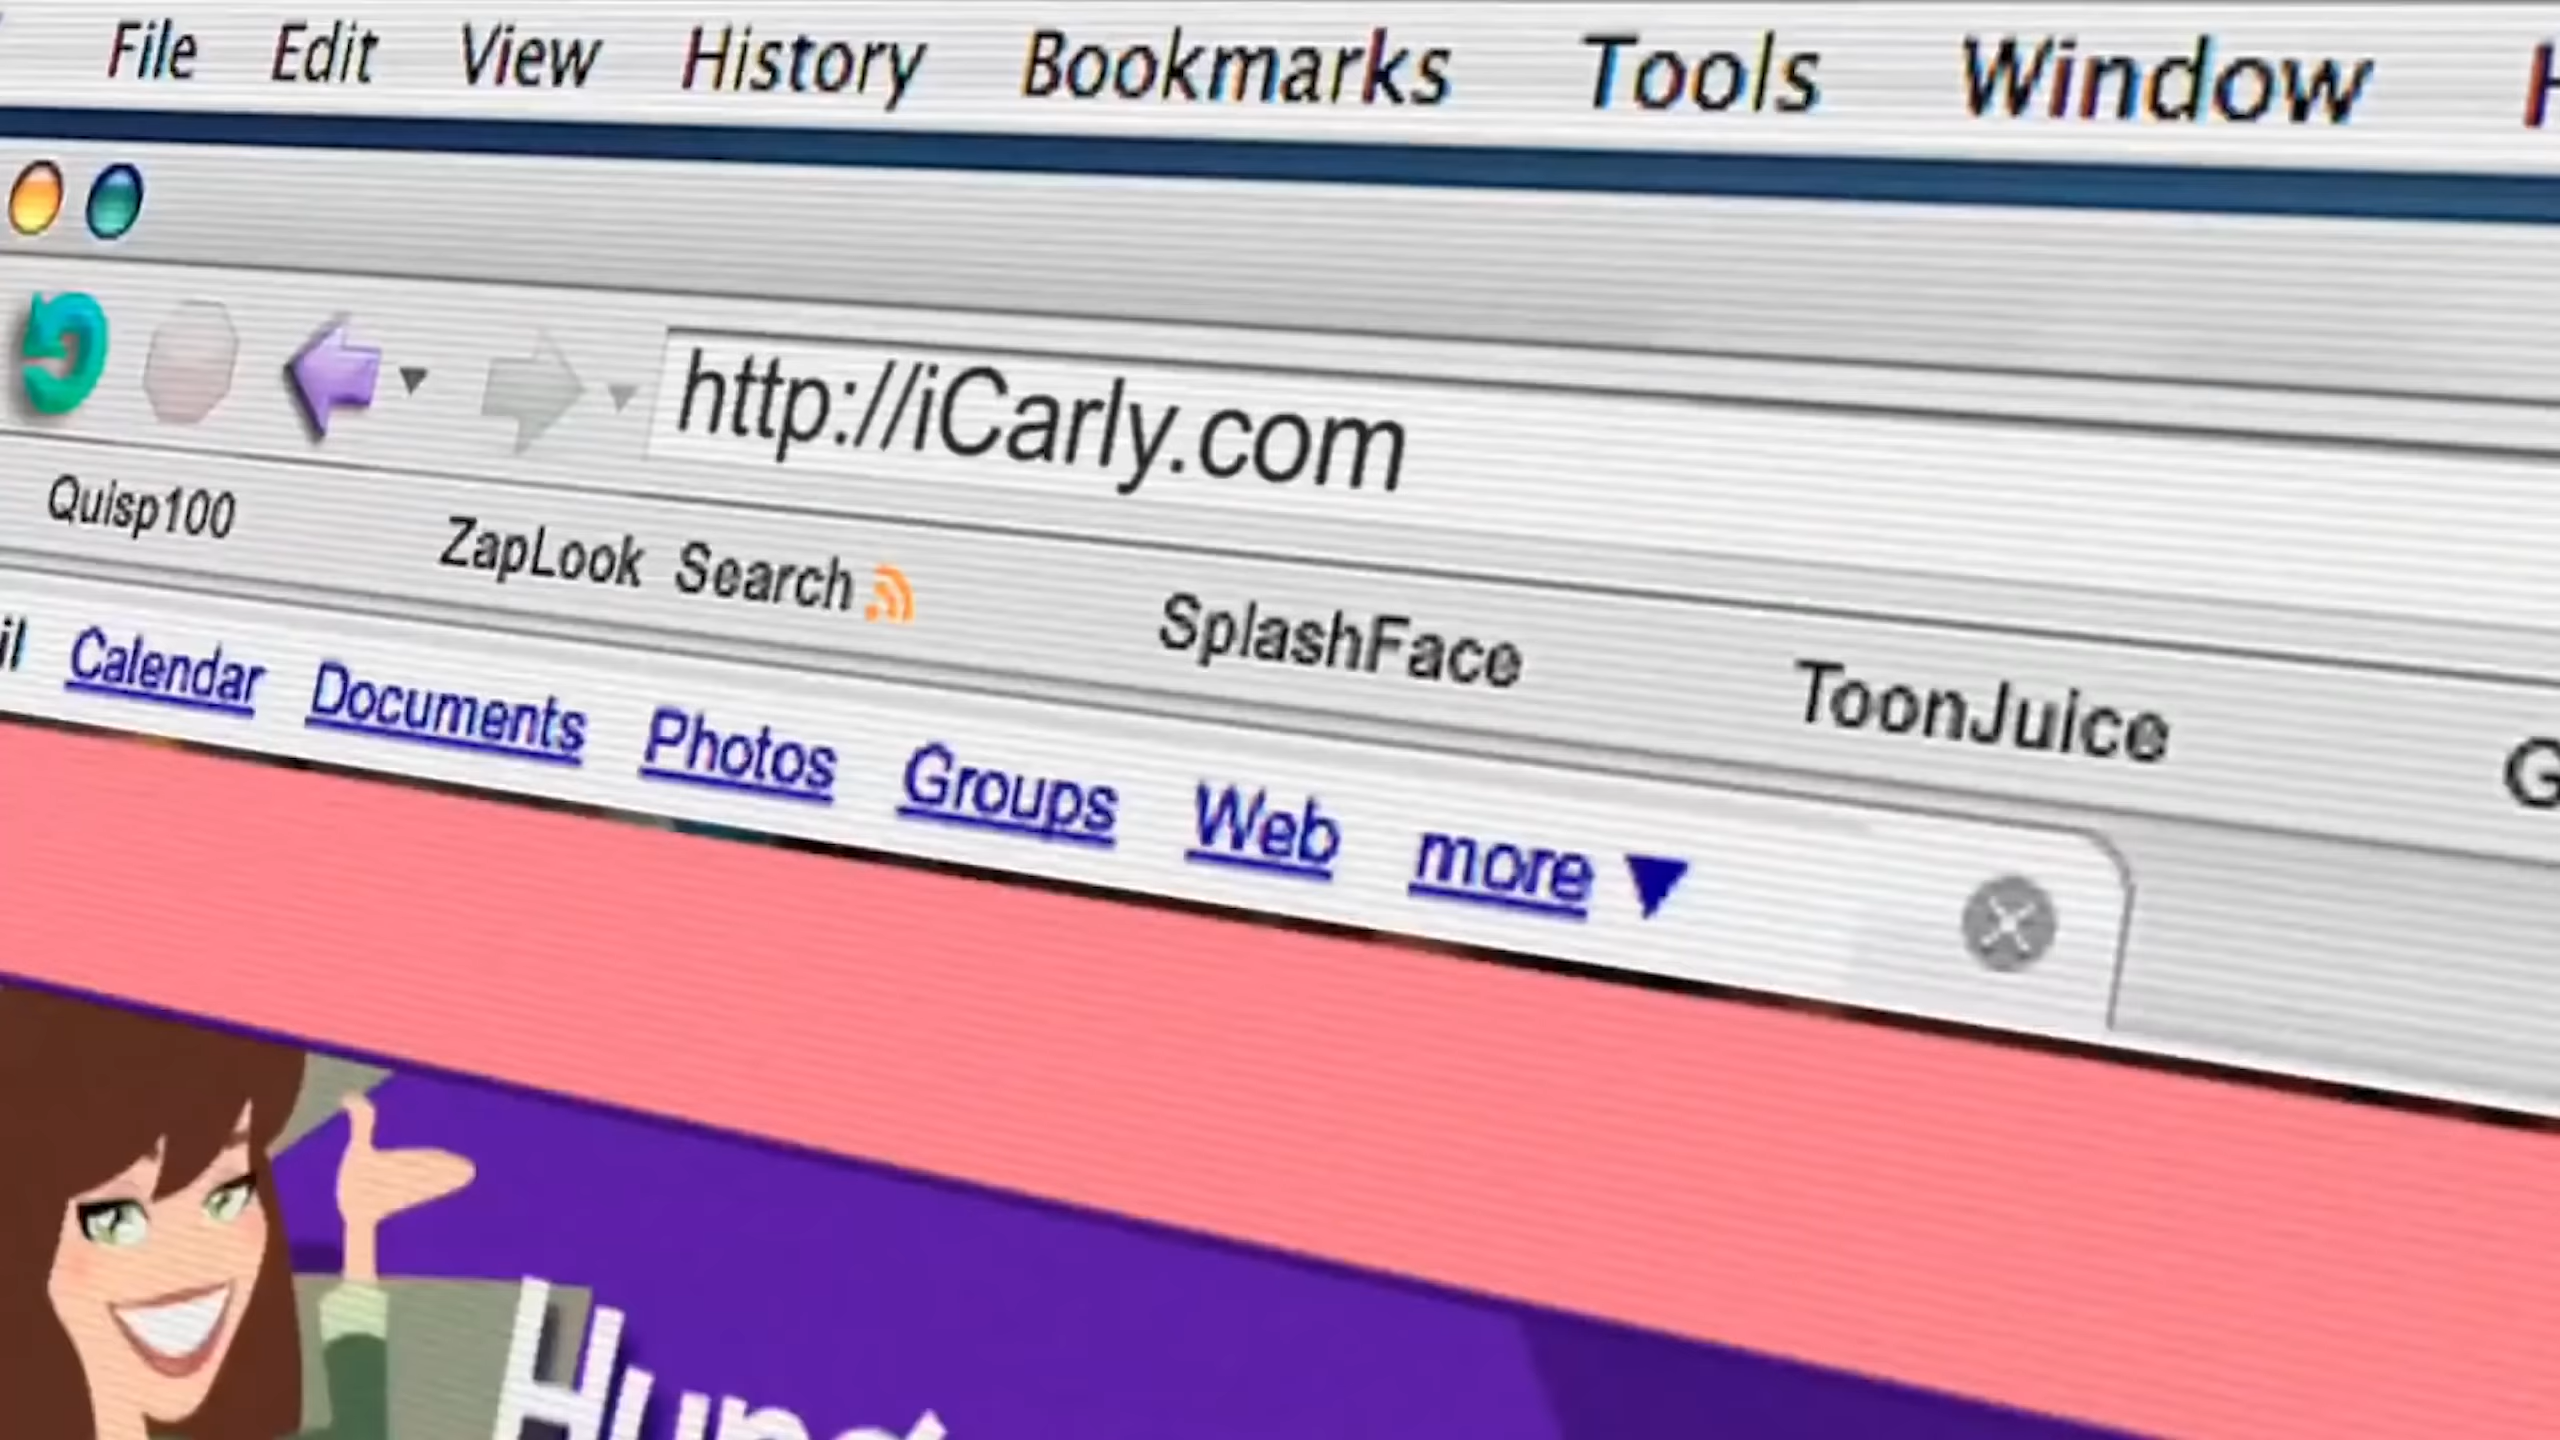 File Edit View History Bookmarks Tools Window
http://iCarly.com
Quisp100 ZapLook Search SplashFace ToonJuice
Calendar Documents Photos Groups Web more ▼